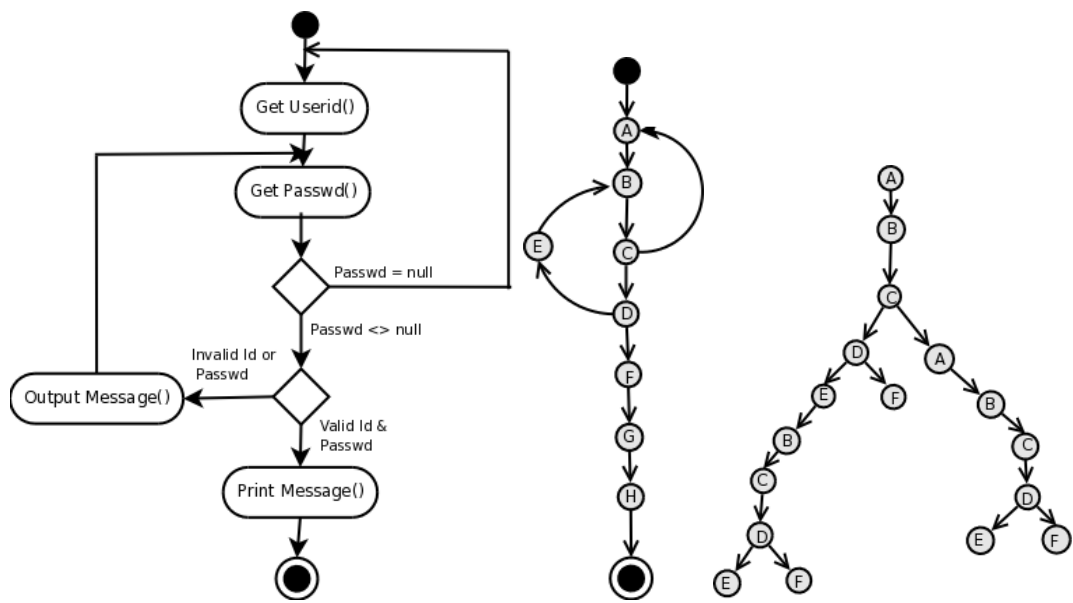 Get Userid()
Get Passwd()
Passwd = null
Passwd <> null
Invalid Id or
Passwd
Output Message()
Valid Id &
Passwd
Print Message()
A
B
E
C
D
F
G
H
A
B
C
D
A
E
F
B
B
C
C
D
D
E
F
E
F